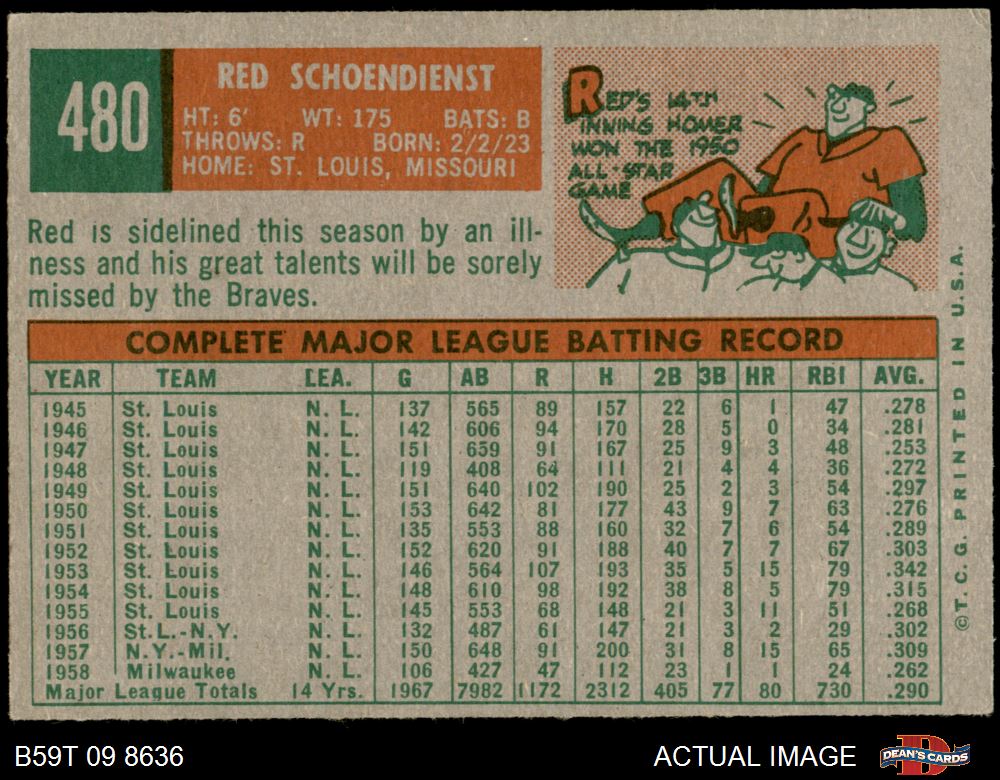 480
RED SCHOENDIENST
HT: 6' WT: 175 BATS: B
THROWS: R BORN: 2/2/23
HOME: ST. LOUIS, MISSOURI
RED'S 14TH
INNING HOMER
WON THE 1950
ALL-STAR
GAME
Red is sidelined this season by an ill-
ness and his great talents will be sorely
missed by the Braves.
COMPLETE MAJOR LEAGUE BATTING RECORD
YEAR TEAM LEA. G AB R H 2B 3B HR RBI AVG.
1945 St. Louis N. L. 137 565 89 157 22 6 1 47 .278
1946 St. Louis N. L. 142 606 94 170 28 5 0 34 .281
1947 St. Louis N. L. 151 659 91 167 25 9 3 48 .253
1948 St. Louis N. L. 119 408 64 111 21 4 4 36 .272
1949 St. Louis N. L. 151 640 102 190 25 2 3 54 .297
1950 St. Louis N. L. 153 642 81 177 43 9 7 63 .276
1951 St. Louis N. L. 135 553 88 160 32 7 6 54 .289
1952 St. Louis N. L. 152 620 91 188 40 7 7 67 .303
1953 St. Louis N. L. 146 564 107 193 35 5 15 79 .342
1954 St. Louis N. L. 148 610 98 192 38 8 5 79 .315
1955 St. Louis N. L. 145 553 68 148 21 3 11 51 .268
1956 St.L.-N.Y. N. L. 132 487 61 147 21 3 2 29 .302
1957 N.Y.-Mil. N. L. 150 648 91 200 31 8 15 65 .309
1958 Milwaukee N. L. 106 427 47 112 23 1 1 24 .262
Major League Totals 14 Yrs. 1967 7982 1172 2312 405 77 80 730 .290
©T. C. G. PRINTED IN U.S.A.
B59T 09 8636
ACTUAL IMAGE
DEAN'S CARDS